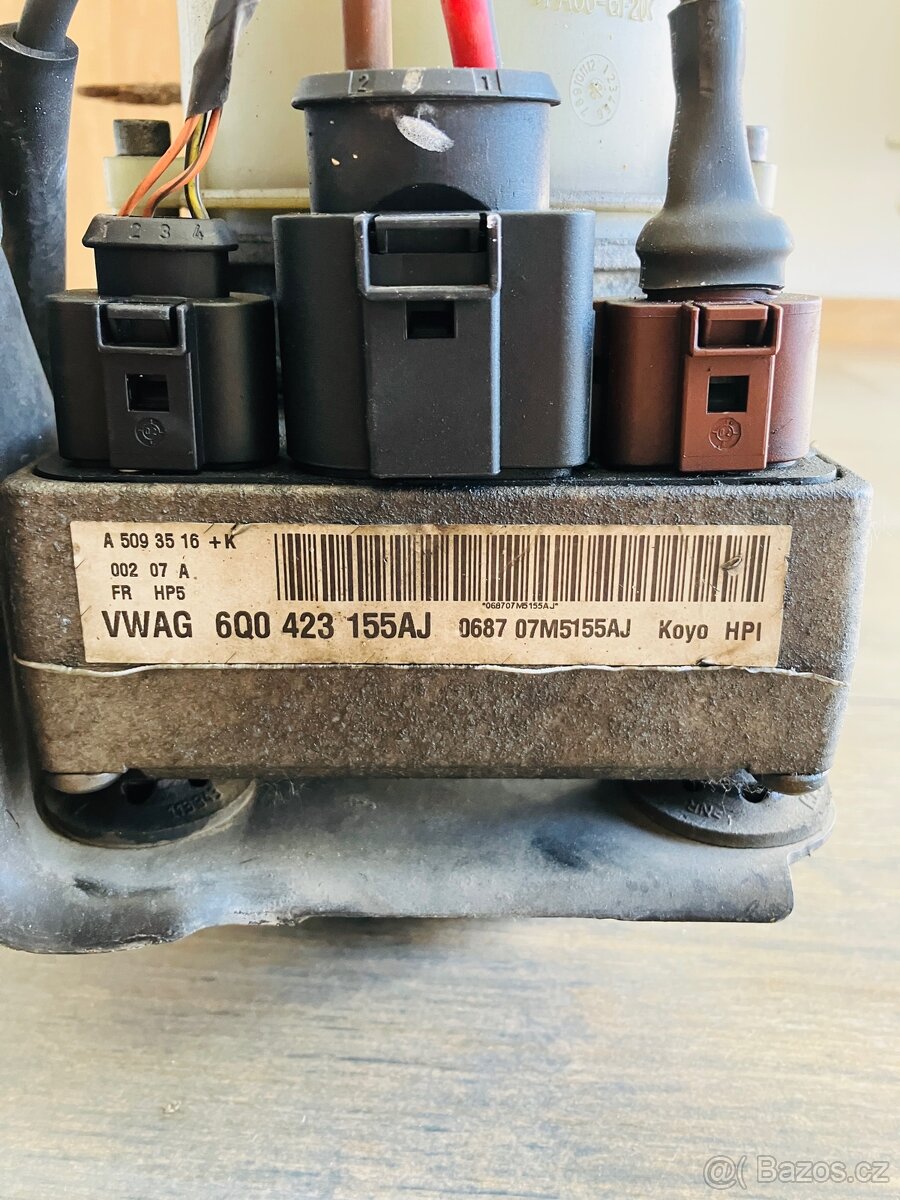 2 1
1 2 3 4
A 509 35 16 +K
002 07 A
FR HP5
*068707M5155AJ*
VWAG 6Q0 423 155AJ 0687 07M5155AJ Koyo HPI
@( Bazos.cz